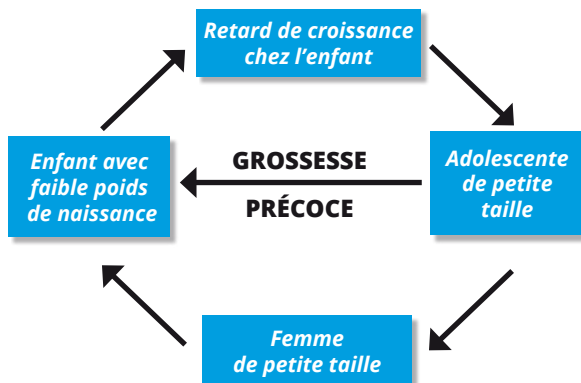 Retard de croissance
chez l’enfant
Enfant avec
faible poids
de naissance
GROSSESSE
PRÉCOCE
Adolescente
de petite
taille
Femme
de petite taille